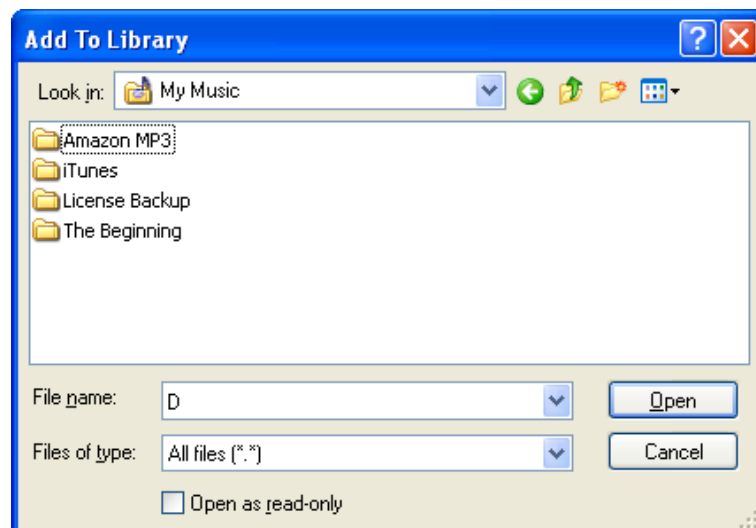 Add To Library
Look in: My Music
Amazon MP3
iTunes
License Backup
The Beginning
File name: D Open
Files of type: All files (*.*) Cancel
Open as read-only